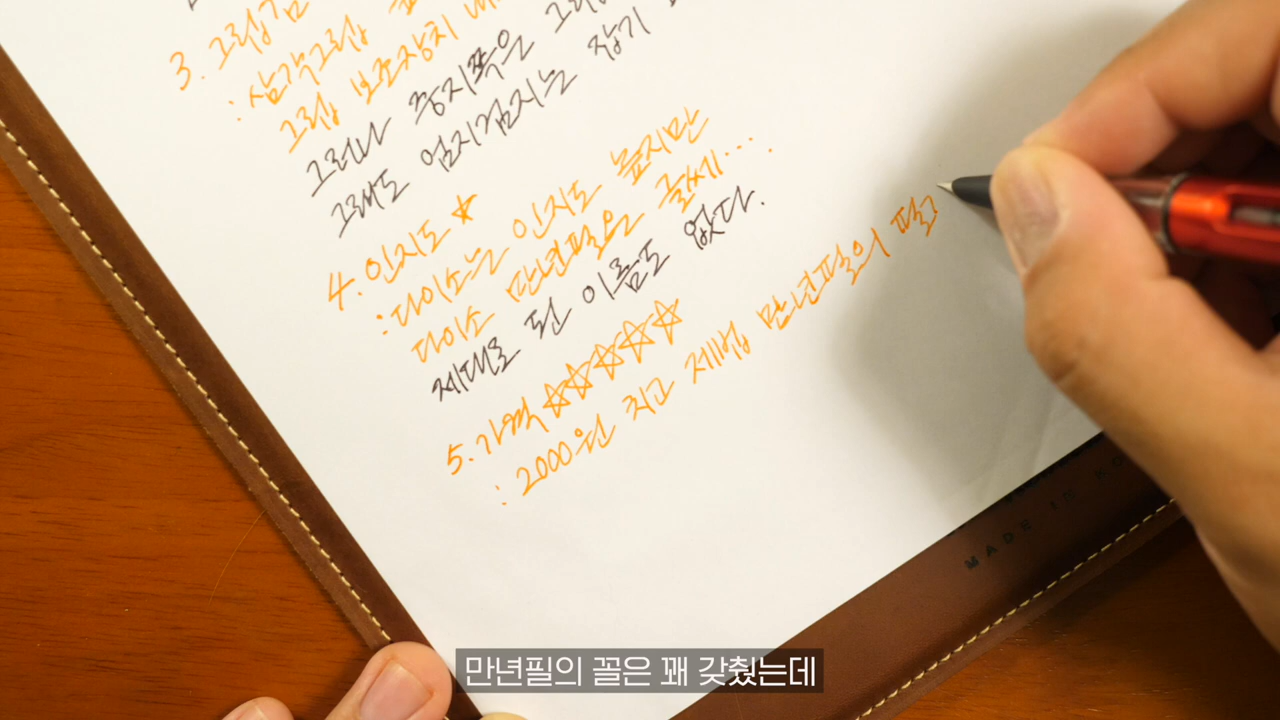 3. 그립감
: 삼각그립
그립 보조장치
그러나 중지쪽은
그래도 엄지검지는 잡기
4. 인지도 ★
: 다이소는 인지도 높지만
다이소 만년필은 글쎄...
제대로 된 이름도 없다.
5. 가격 ☆☆☆☆☆
: 2000원 치고 제법 만년필의
MADE IN KO
만년필의 꼴은 꽤 갖췄는데